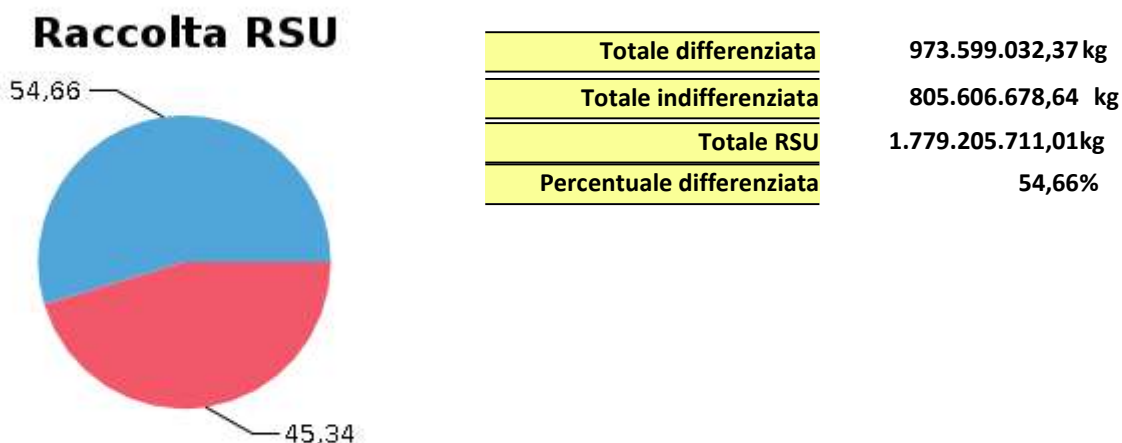 Raccolta RSU
54,66
45,34
Totale differenziata 973.599.032,37 kg
Totale indifferenziata 805.606.678,64 kg
Totale RSU 1.779.205.711,01kg
Percentuale differenziata 54,66%